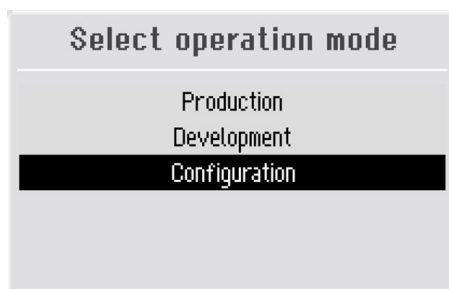 Select operation mode
Production
Development
Configuration